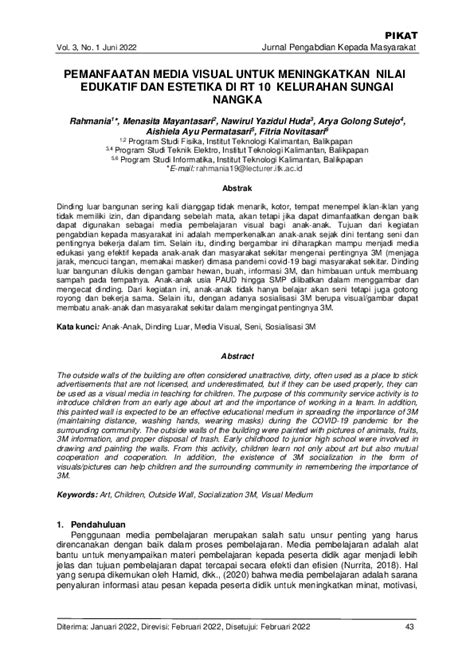 PIKAT
Vol. 3, No. 1 Juni 2022 Jurnal Pengabdian Kepada Masyarakat
PEMANFAATAN MEDIA VISUAL UNTUK MENINGKATKAN NILAI
EDUKATIF DAN ESTETIKA DI RT 10 KELURAHAN SUNGAI
NANGKA
Rahmania¹*, Menasita Mayantasari², Nawirul Yazidul Huda³, Arya Golong Sutejo⁴,
Aishiela Ayu Permatasari⁵, Fitria Novitasari⁶
¹,² Program Studi Fisika, Institut Teknologi Kalimantan, Balikpapan
³,⁴ Program Studi Teknik Elektro, Institut Teknologi Kalimantan, Balikpapan
⁵,⁶ Program Studi Informatika, Institut Teknologi Kalimantan, Balikpapan
*E-mail: rahmania19@lecturer.itk.ac.id
Abstrak
Dinding luar bangunan sering kali dianggap tidak menarik, kotor, tempat menempel iklan-iklan yang
tidak memiliki izin, dan dipandang sebelah mata, akan tetapi jika dapat dimanfaatkan dengan baik
dapat digunakan sebagai media pembelajaran visual bagi anak-anak. Tujuan dari kegiatan
pengabdian kepada masyarakat ini adalah memperkenalkan anak-anak sejak dini tentang seni dan
pentingnya bekerja dalam tim. Selain itu, dinding bergambar ini diharapkan mampu menjadi media
edukasi yang efektif kepada anak-anak dan masyarakat sekitar mengenai pentingnya 3M (menjaga
jarak, mencuci tangan, memakai masker) dimasa pandemi covid-19 bagi masyarakat sekitar. Dinding
luar bangunan dilukis dengan gambar hewan, buah, informasi 3M, dan himbauan untuk membuang
sampah pada tempatnya. Anak-anak usia PAUD hingga SMP dilibatkan dalam menggambar dan
mengecat dinding. Dari kegiatan ini, anak-anak tidak hanya belajar akan seni tetapi juga gotong
royong dan bekerja sama. Selain itu, dengan adanya sosialisasi 3M berupa visual/gambar dapat
membatu anak-anak dan masyarakat sekitar dalam mengingat pentingnya 3M.
Kata kunci: Anak-Anak, Dinding Luar, Media Visual, Seni, Sosialisasi 3M
Abstract
The outside walls of the building are often considered unattractive, dirty, often used as a place to stick
advertisements that are not licensed, and underestimated, but if they can be used properly, they can
be used as a visual media in teaching for children. The purpose of this community service activity is to
introduce children from an early age about art and the importance of working in a team. In addition,
this painted wall is expected to be an effective educational medium in spreading the importance of 3M
(maintaining distance, washing hands, wearing masks) during the COVID-19 pandemic for the
surrounding community. The outside walls of the building were painted with pictures of animals, fruits,
3M information, and proper disposal of trash. Early childhood to junior high school were involved in
drawing and painting the walls. From this activity, children learn not only about art but also mutual
cooperation and cooperation. In addition, the existence of 3M socialization in the form of
visuals/pictures can help children and the surrounding community in remembering the importance of
3M.
Keywords: Art, Children, Outside Wall, Socialization 3M, Visual Medium
1. Pendahuluan
Penggunaan media pembelajaran merupakan salah satu unsur penting yang harus
direncanakan dengan baik dalam proses pembelajaran. Media pembelajaran adalah alat
bantu untuk menyampaikan materi pembelajaran kepada peserta didik agar menjadi lebih
jelas dan tujuan pembelajaran dapat tercapai secara efekti dan efisien (Nurrita, 2018). Hal
yang serupa dikemukan oleh Hamid, dkk., (2020) bahwa media pembelajaran adalah sarana
penyaluran informasi atau pesan kepada peserta didik untuk meningkatkan minat, motivasi,
Diterima: Januari 2022, Direvisi: Februari 2022, Disetujui: Februari 2022 43